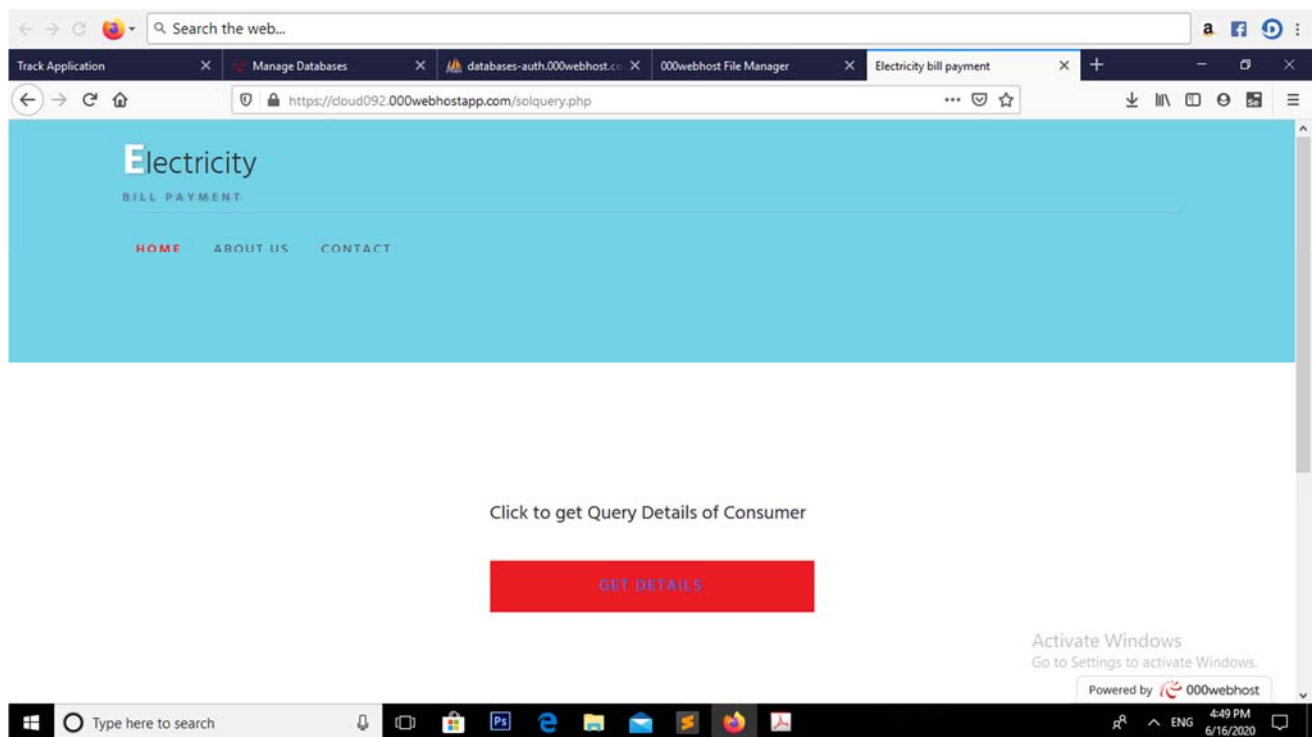 Search the web...
Track Application
Manage Databases
databases-auth.000webhost.co
000webhost File Manager
Electricity bill payment
https://cloud092.000webhostapp.com/solquery.php
Electricity
BILL PAYMENT
HOME ABOUT US CONTACT
Click to get Query Details of Consumer
GET DETAILS
Activate Windows
Go to Settings to activate Windows.
Powered by 000webhost
Type here to search
Ps
ENG
4:49 PM
6/16/2020